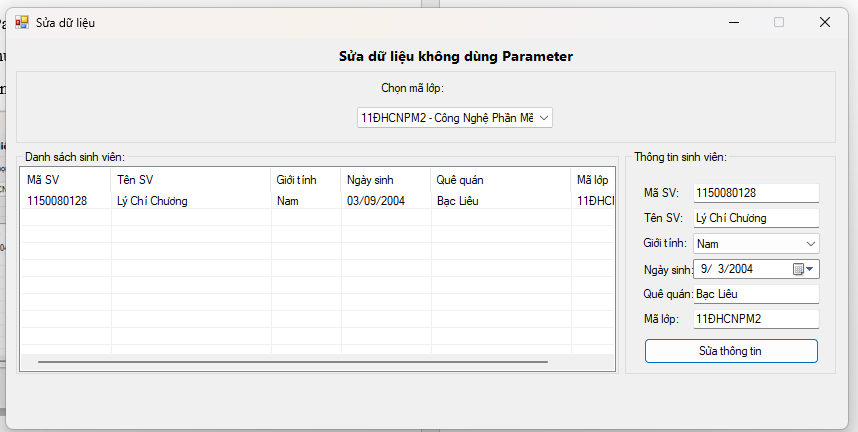 Sửa dữ liệu
Sửa dữ liệu không dùng Parameter
Chọn mã lớp:
11ĐHCNPM2 - Công Nghệ Phần Mề
Danh sách sinh viên:
Mã SV Tên SV Giới tính Ngày sinh Quê quán Mã lớp
1150080128 Lý Chí Chương Nam 03/09/2004 Bạc Liêu 11ĐHCN
Thông tin sinh viên:
Mã SV: 1150080128
Tên SV: Lý Chí Chương
Giới tính: Nam
Ngày sinh: 9/ 3/2004
Quê quán: Bạc Liêu
Mã lớp: 11ĐHCNPM2
Sửa thông tin